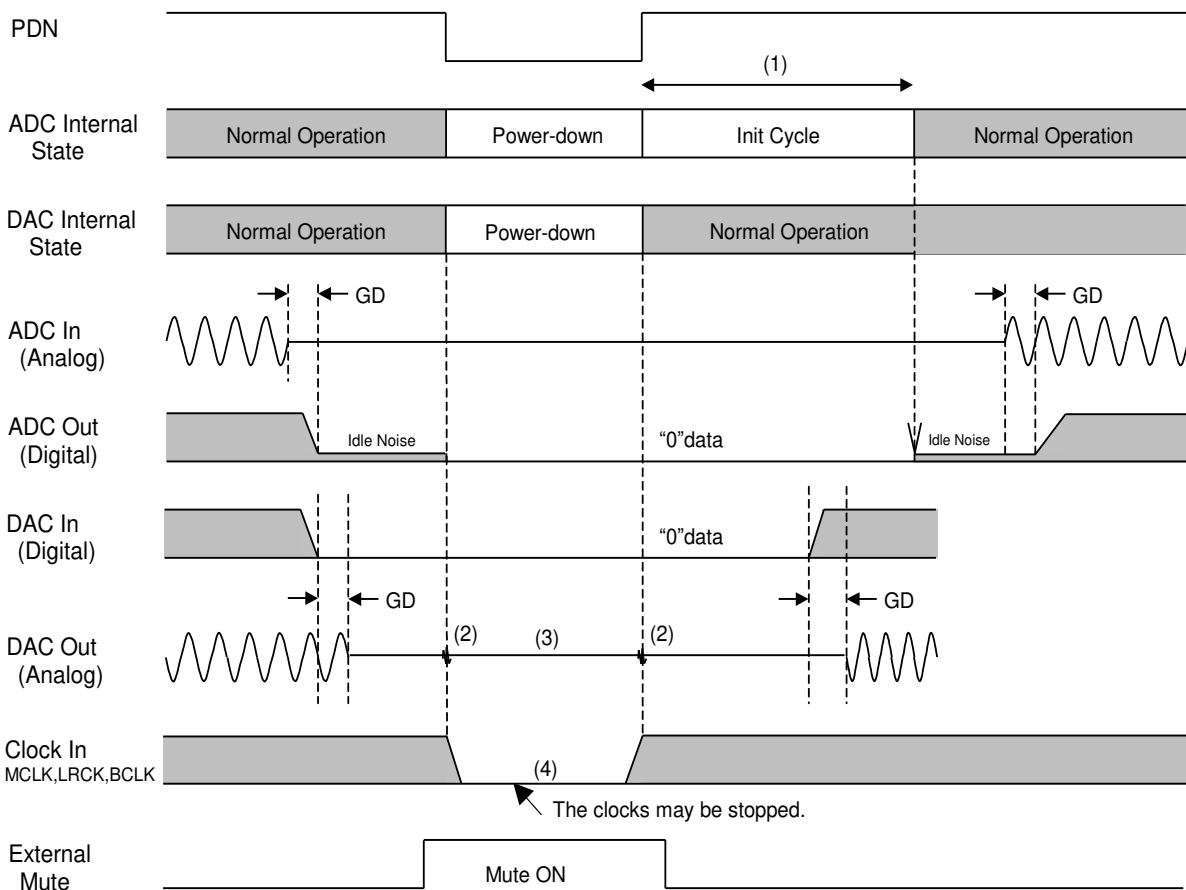 PDN
(1)
ADC Internal
State
Normal Operation
Power-down
Init Cycle
Normal Operation
DAC Internal
State
Normal Operation
Power-down
Normal Operation
GD
GD
ADC In
(Analog)
ADC Out
(Digital)
Idle Noise
“0”data
Idle Noise
DAC In
(Digital)
“0”data
GD
GD
DAC Out
(Analog)
(2)
(3)
(2)
Clock In
MCLK,LRCK,BCLK
(4)
The clocks may be stopped.
External
Mute
Mute ON